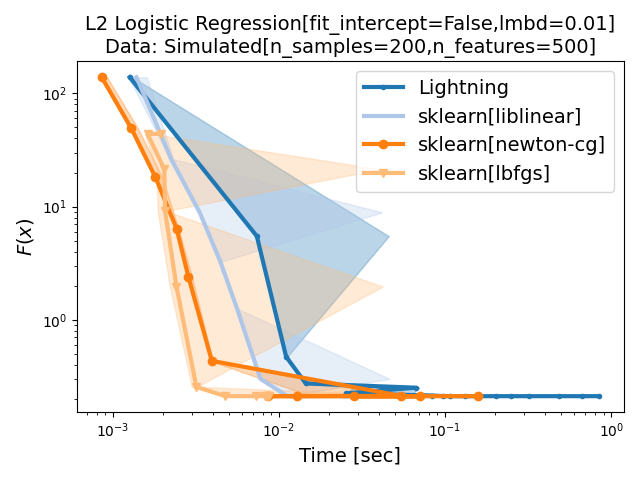 L2 Logistic Regression[fit_intercept=False,lmbd=0.01]
Data: Simulated[n_samples=200,n_features=500]
Lightning
sklearn[liblinear]
sklearn[newton-cg]
sklearn[lbfgs]
F(x)
10²
10¹
10⁰
10⁻³
10⁻²
10⁻¹
10⁰
Time [sec]